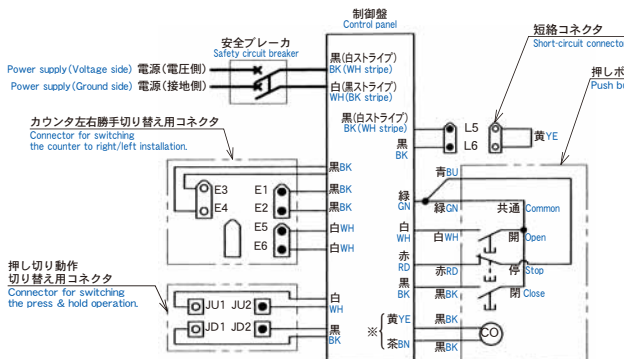 制御盤
Control panel
安全ブレーカ
Safety circuit breaker
Power supply(Voltage side) 電源(電圧側)
Power supply(Ground side) 電源(接地側)
黒(白ストライプ)
BK(WH stripe)
白(黒ストライプ)
WH(BK stripe)
短絡コネクタ
Short-circuit connector
黒(白ストライプ)
BK(WH stripe)
黒
BK
L5
L6
黄YE
カウンタ左右勝手切り替え用コネクタ
Connector for switching
the counter to right/left installation.
E3
E4
E1
E2
E5
E6
黒BK
黒BK
黒BK
白WH
白WH
青BU
緑
GN
緑GN
共通 Common
白
WH
白WH
開 Open
赤
RD
赤RD
停 Stop
黒
BK
黒BK
閉 Close
押し切り動作
切り替え用コネクタ
Connector for switching
the press & hold operation.
JU1 JU2
JD1 JD2
白
WH
黒
BK
※
黄YE
茶BN
黒BK
黒BK
CO